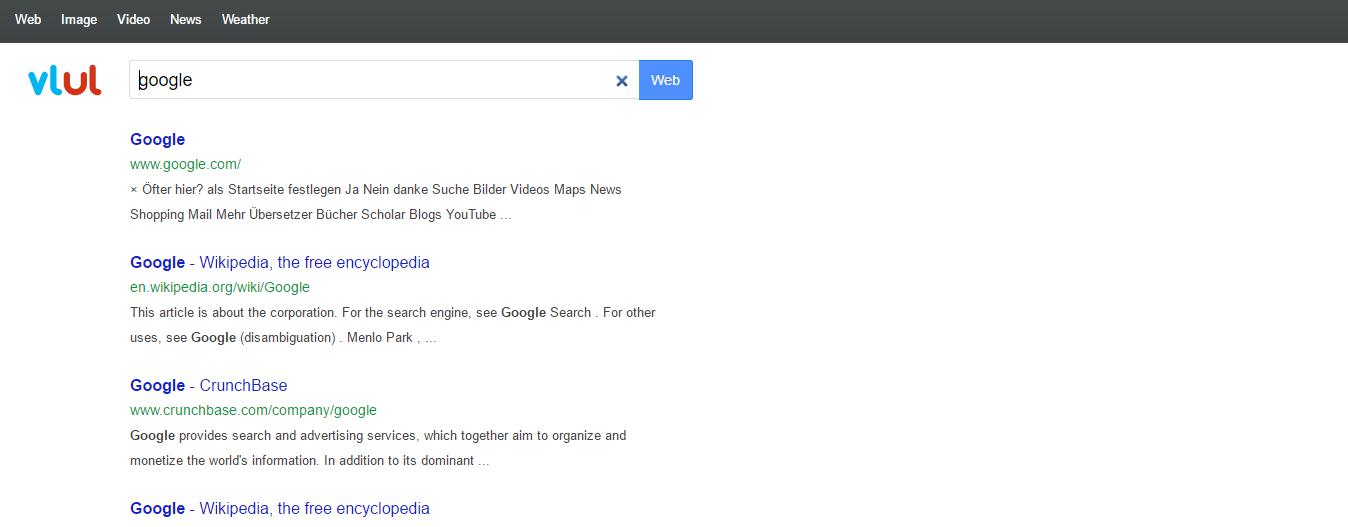 Web Image Video News Weather
vlul
google × Web
Google
www.google.com/
× Öfter hier? als Startseite festlegen Ja Nein danke Suche Bilder Videos Maps News
Shopping Mail Mehr Übersetzer Bücher Scholar Blogs YouTube ...
Google - Wikipedia, the free encyclopedia
en.wikipedia.org/wiki/Google
This article is about the corporation. For the search engine, see Google Search . For other
uses, see Google (disambiguation) . Menlo Park , ...
Google - CrunchBase
www.crunchbase.com/company/google
Google provides search and advertising services, which together aim to organize and
monetize the world's information. In addition to its dominant ...
Google - Wikipedia, the free encyclopedia